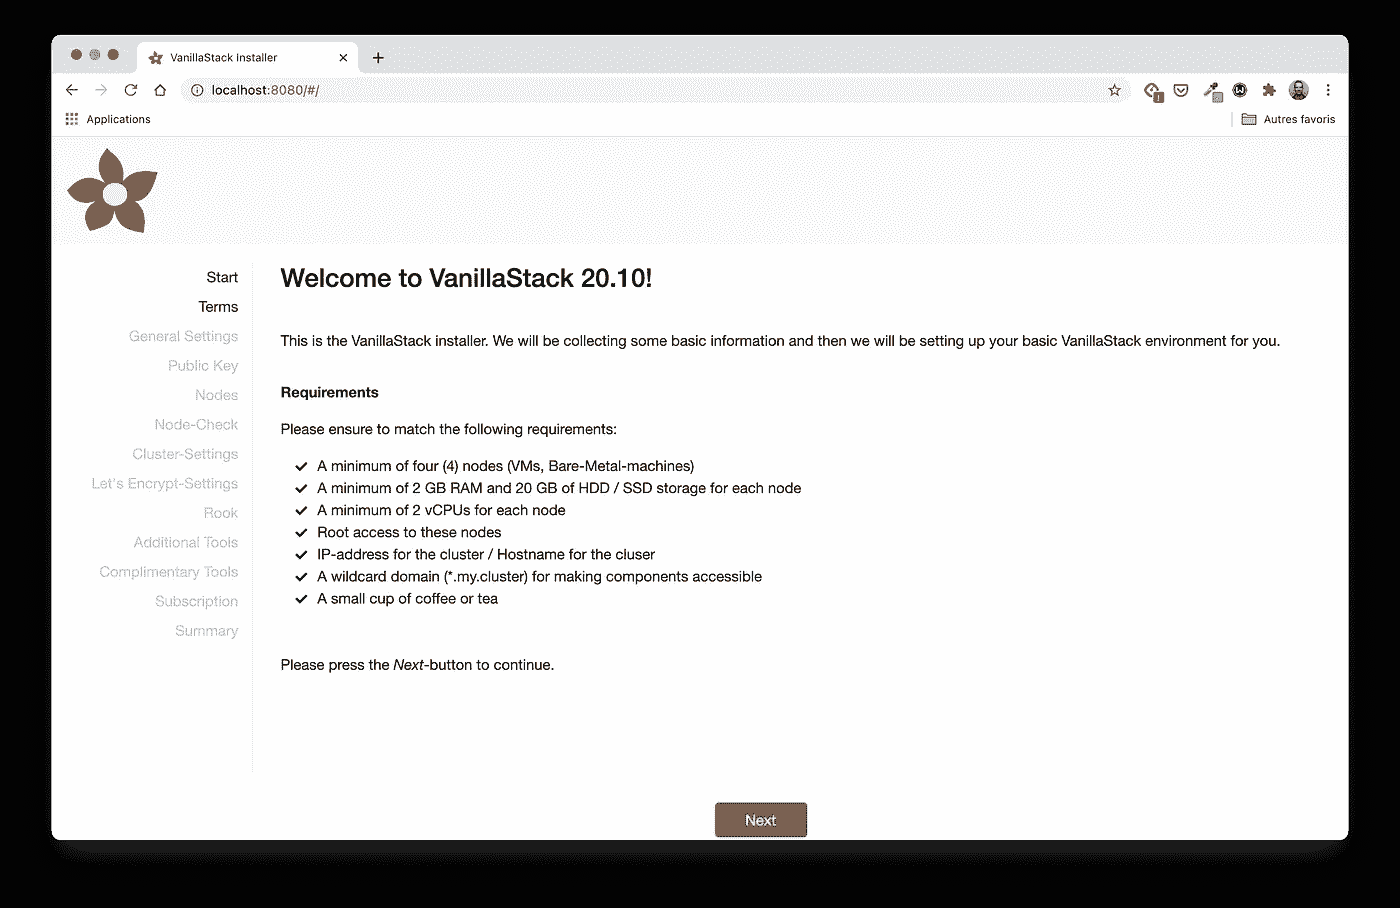 VanillaStack Installer
localhost:8080/#/
Applications
Autres favoris
Start
Terms
General Settings
Public Key
Nodes
Node-Check
Cluster-Settings
Let's Encrypt-Settings
Rook
Additional Tools
Complimentary Tools
Subscription
Summary
Welcome to VanillaStack 20.10!
This is the VanillaStack installer. We will be collecting some basic information and then we will be setting up your basic VanillaStack environment for you.
Requirements
Please ensure to match the following requirements:
A minimum of four (4) nodes (VMs, Bare-Metal-machines)
A minimum of 2 GB RAM and 20 GB of HDD / SSD storage for each node
A minimum of 2 vCPUs for each node
Root access to these nodes
IP-address for the cluster / Hostname for the cluser
A wildcard domain (*.my.cluster) for making components accessible
A small cup of coffee or tea
Please press the Next-button to continue.
Next